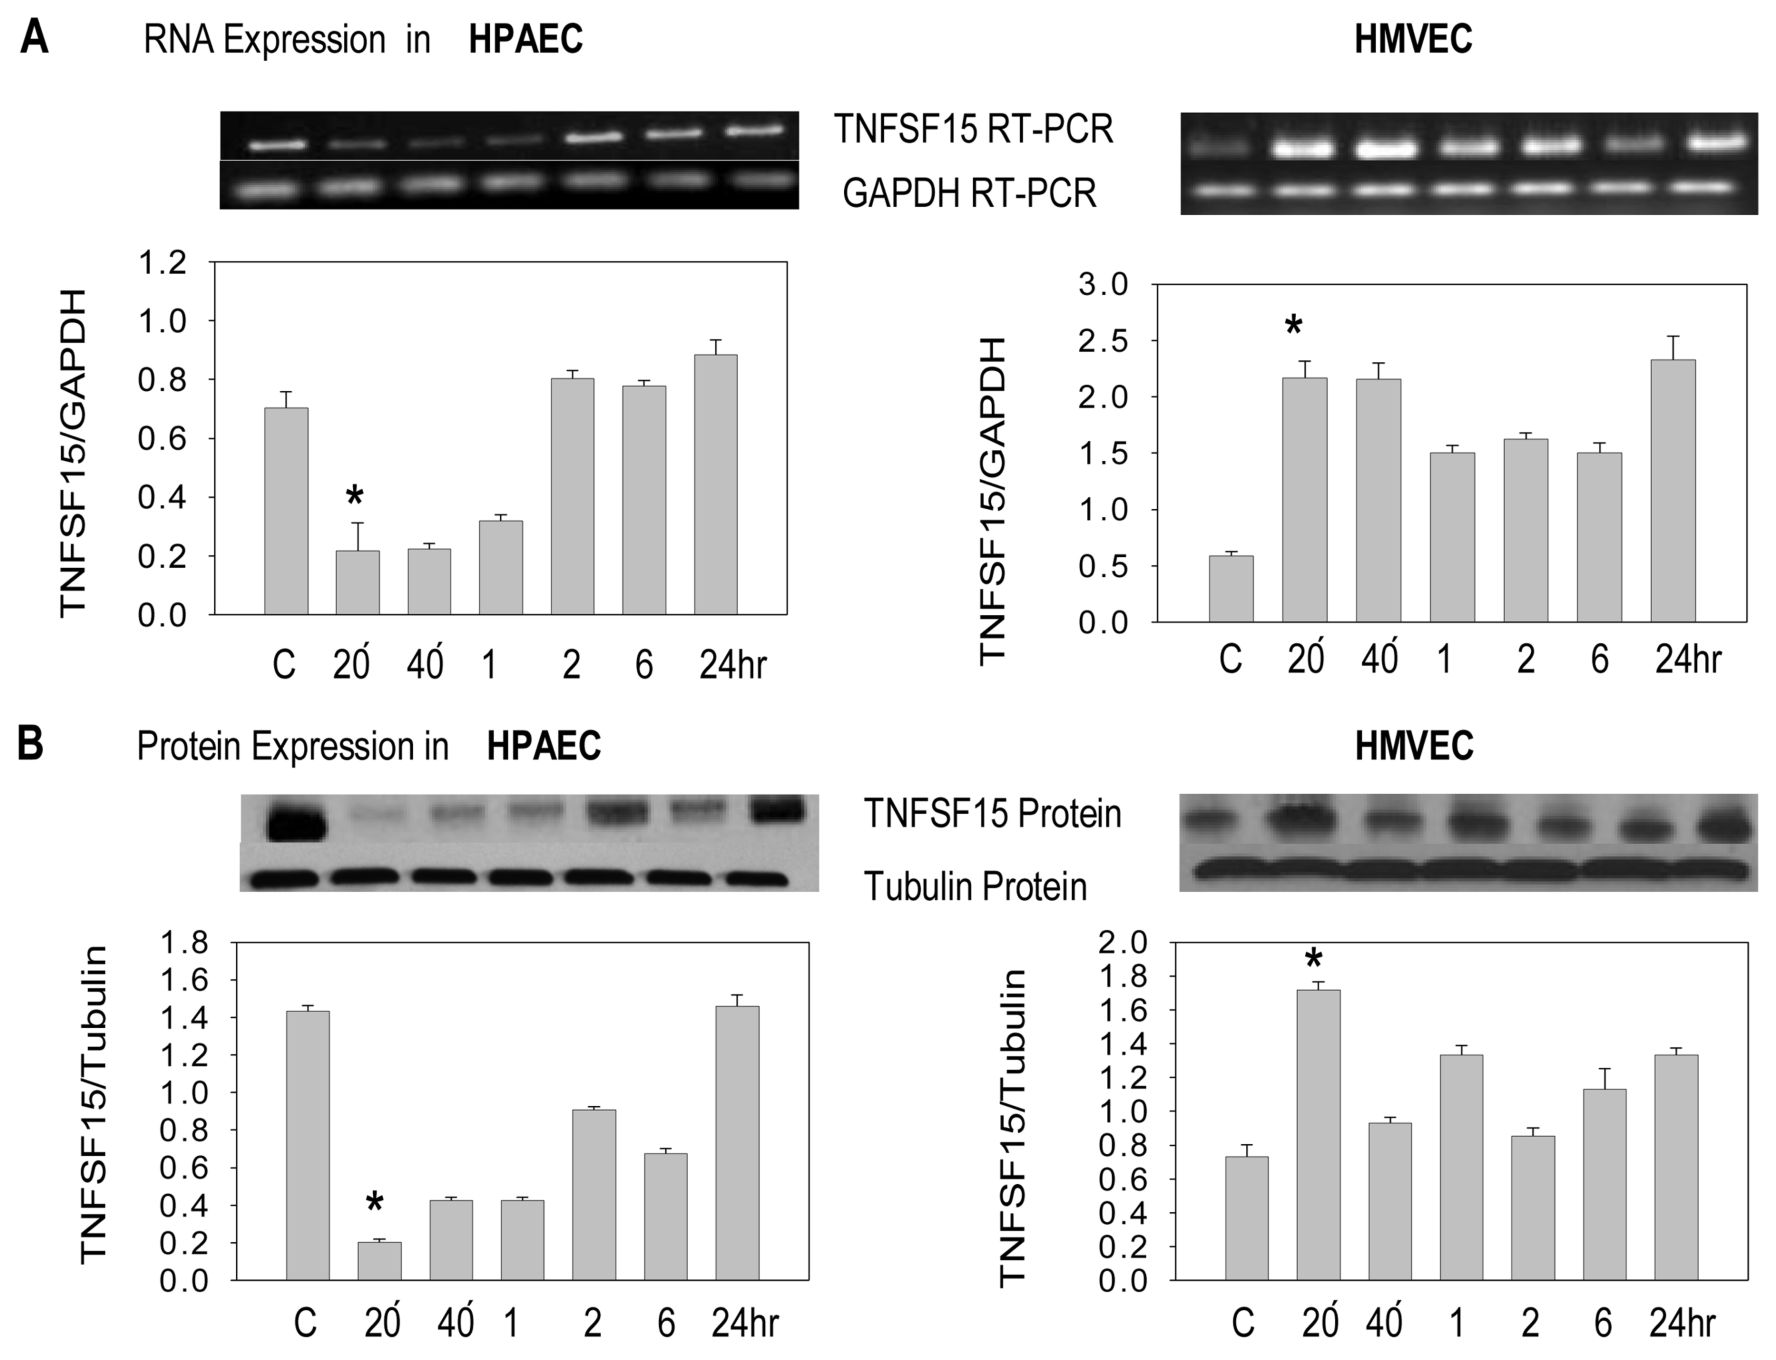 A RNA Expression in HPAEC HMVEC
TNFSF15 RT-PCR
GAPDH RT-PCR
TNFSF15/GAPDH
1.2
1.0
0.8
0.6
0.4
0.2
0.0
*
C 20́ 40́ 1 2 6 24hr
TNFSF15/GAPDH
3.0
2.5
2.0
1.5
1.0
0.5
0.0
*
C 20́ 40́ 1 2 6 24hr
B Protein Expression in HPAEC HMVEC
TNFSF15 Protein
Tubulin Protein
TNFSF15/Tubulin
1.8
1.6
1.4
1.2
1.0
0.8
0.6
0.4
0.2
0.0
*
C 20́ 40́ 1 2 6 24hr
TNFSF15/Tubulin
2.0
1.8
1.6
1.4
1.2
1.0
0.8
0.6
0.4
0.2
0.0
*
C 20́ 40́ 1 2 6 24hr